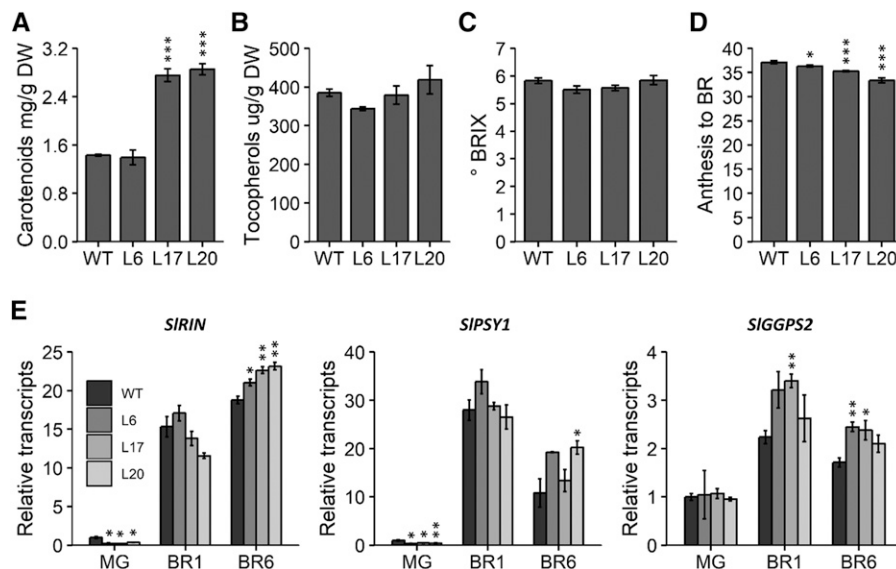 A
Carotenoids mg/g DW
3.2
2.4
1.6
0.8
0.0
***
***
WT L6 L17 L20
B
Tocopherols ug/g DW
500
400
300
200
100
0
WT L6 L17 L20
C
° BRIX
7
6
5
4
3
2
1
0
WT L6 L17 L20
D
Anthesis to BR
40
35
30
25
20
15
10
5
0
*
***
***
WT L6 L17 L20
E
SlRIN
Relative transcripts
25
20
15
10
5
0
WT
L6
L17
L20
* * *
* ** **
MG BR1 BR6
SlPSY1
Relative transcripts
40
30
20
10
0
* * **
*
MG BR1 BR6
SlGGPS2
Relative transcripts
4
3
2
1
0
**
** *
MG BR1 BR6